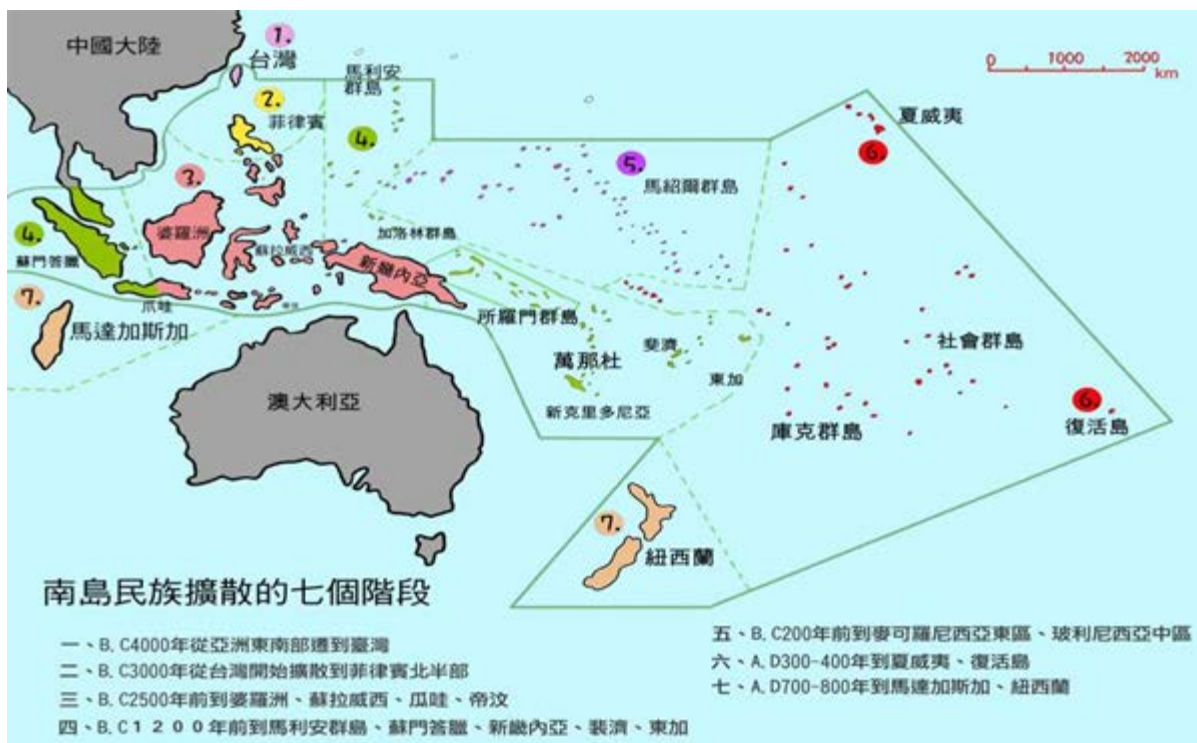 中國大陸
1.
台灣
馬利安
群島
0 1000 2000
km
2.
菲律賓
4.
夏威夷
6.
3.
5.
馬紹爾群島
4.
婆羅洲
蘇拉威西
加洛林群島
蘇門答臘
新畿內亞
7.
爪哇
馬達加斯加
所羅門群島
斐濟
社會群島
萬那杜
東加
澳大利亞
新克里多尼亞
6.
庫克群島
復活島
7.
紐西蘭
南島民族擴散的七個階段
一、B.C4000年從亞洲東南部遷到臺灣
二、B.C3000年從台灣開始擴散到菲律賓北半部
三、B.C2500年前到婆羅洲、蘇拉威西、瓜哇、帝汶
四、B.C1200年前到馬利安群島、蘇門答臘、新畿內亞、裴濟、東加
五、B.C200年前到麥可羅尼西亞東區、玻利尼西亞中區
六、A.D300-400年到夏威夷、復活島
七、A.D700-800年到馬達加斯加、紐西蘭